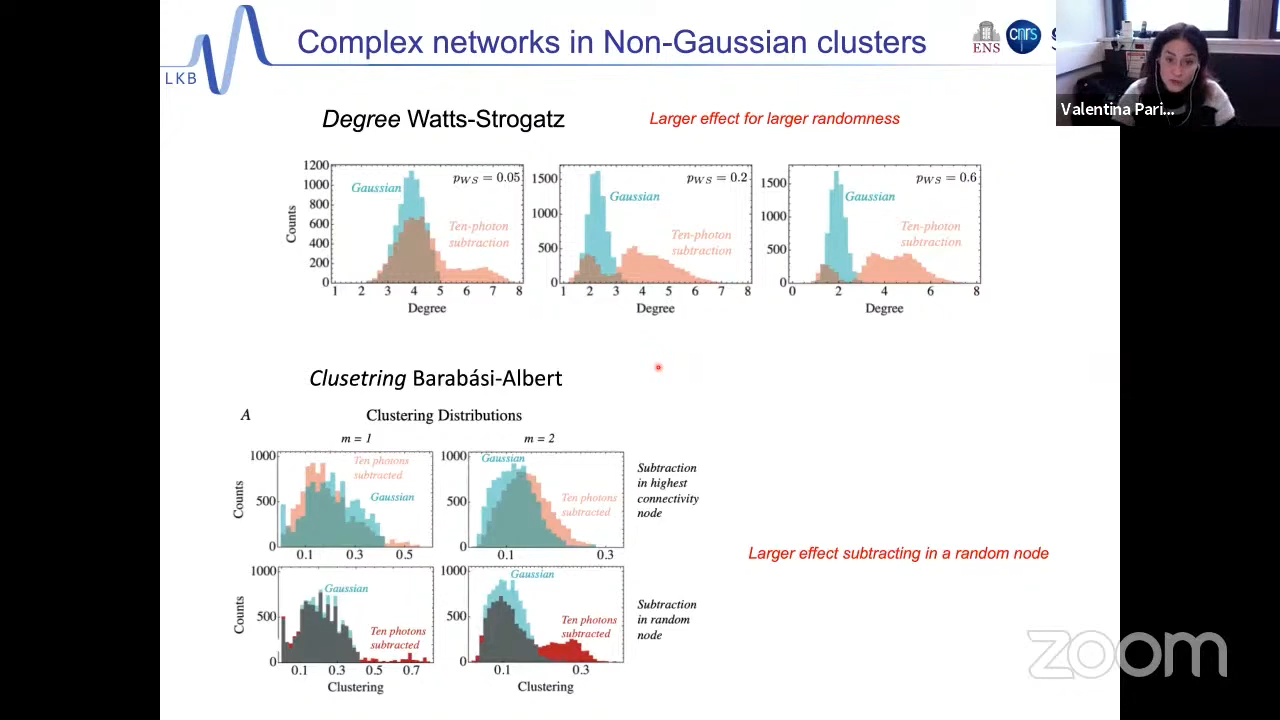 LKB
Complex networks in Non-Gaussian clusters
ENS
cnrs
Valentina Pari...
Degree Watts-Strogatz
Larger effect for larger randomness
1200
1000
800
600
400
200
0
Counts
Gaussian
pWS = 0.05
Ten-photon
subtraction
1 2 3 4 5 6 7 8
Degree
1500
1000
500
0
Gaussian
pWS = 0.2
Ten-photon
subtraction
1 2 3 4 5 6 7 8
Degree
1500
1000
500
0
Gaussian
pWS = 0.6
Ten-photon
subtraction
0 2 4 6 8
Degree
Clusetring Barabási-Albert
A
Clustering Distributions
m = 1
m = 2
1000
500
0
Counts
Ten photons
subtracted
Gaussian
0.1 0.3 0.5
1000
500
0
Gaussian
Ten photons
subtracted
0.1 0.3
Subtraction
in highest
connectivity
node
Larger effect subtracting in a random node
1000
500
0
Counts
Gaussian
Ten photons
subtracted
0.1 0.3 0.5 0.7
Clustering
1000
500
0
Gaussian
Ten photons
subtracted
0.1 0.3
Clustering
Subtraction
in random
node
zoom